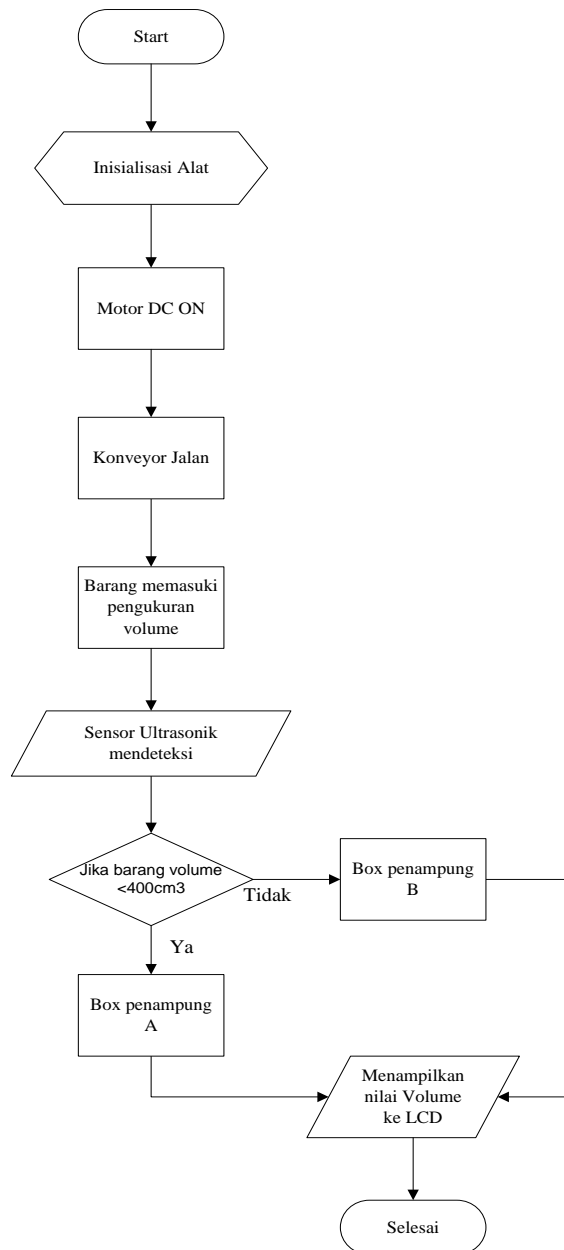 Start
Inisialisasi Alat
Motor DC ON
Konveyor Jalan
Barang memasuki
pengukuran
volume
Sensor Ultrasonik
mendeteksi
Jika barang volume
<400cm3
Tidak
Box penampung
B
Ya
Box penampung
A
Menampilkan
nilai Volume
ke LCD
Selesai